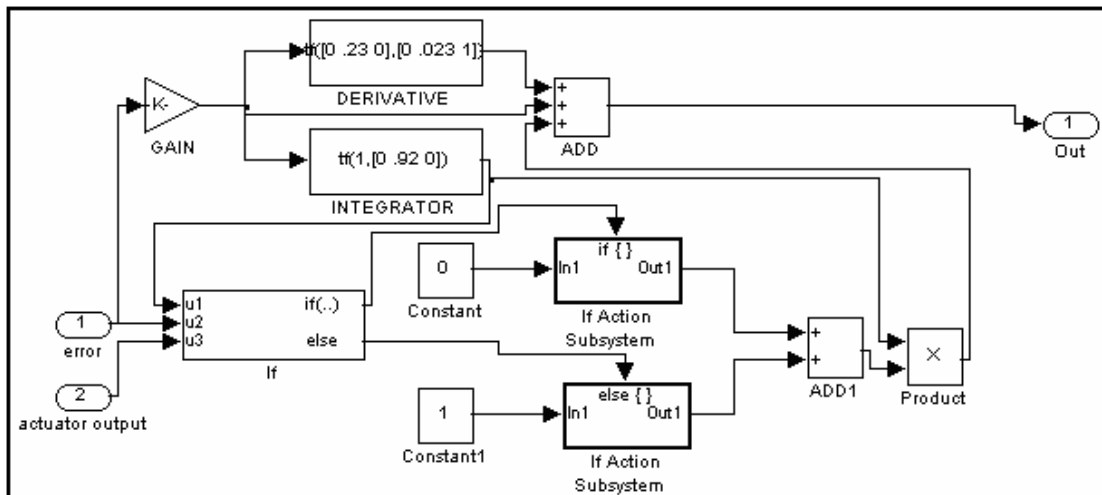 tf([0 .23 0],[0 .023 1])
DERIVATIVE
K-
GAIN
+
+
+
ADD
1
Out
tf(1,[0 .92 0])
INTEGRATOR
0
Constant
if { }
In1
Out1
If Action
Subsystem
u1
u2
u3
if(..)
else
If
1
error
2
actuator output
+
+
ADD1
×
Product
1
Constant1
else { }
In1
Out1
If Action
Subsystem